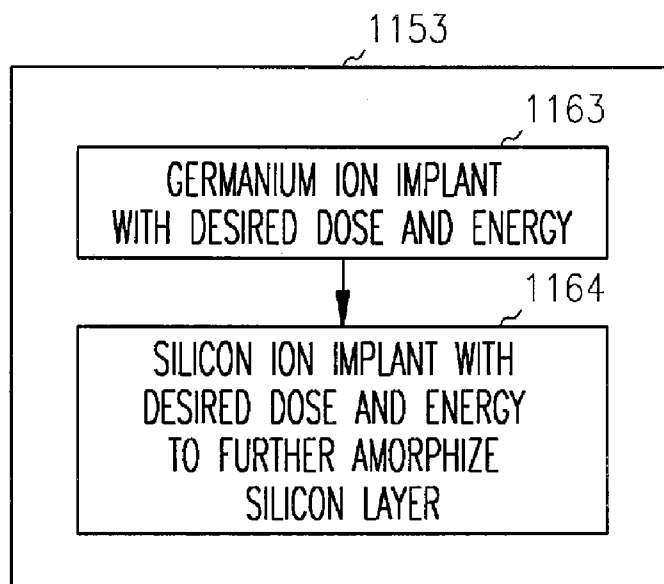 1153
1163
GERMANIUM ION IMPLANT
WITH DESIRED DOSE AND ENERGY
1164
SILICON ION IMPLANT WITH
DESIRED DOSE AND ENERGY
TO FURTHER AMORPHIZE
SILICON LAYER